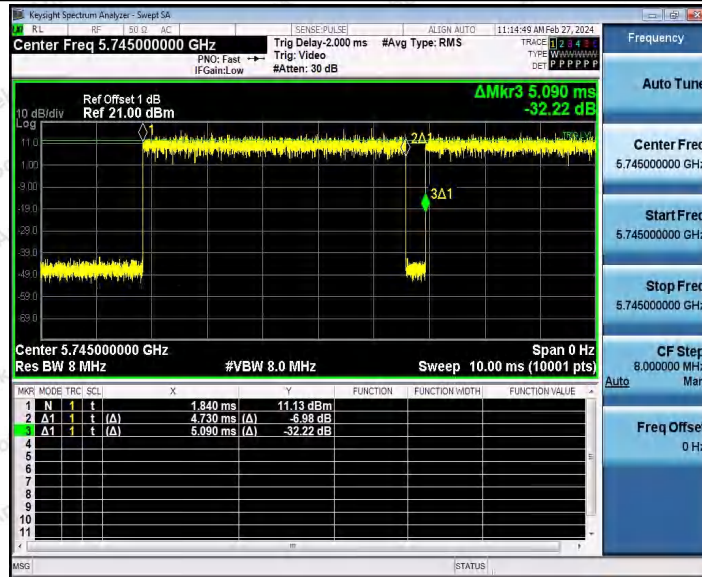 Keysight Spectrum Analyzer - Swept SA
RL RF 50 Ω AC SENSE:PULSE ALIGN AUTO 11:14:49 AM Feb 27, 2024
Center Freq 5.745000000 GHz
PNO: Fast
IFGain:Low
Trig Delay-2.000 ms
Trig: Video
#Atten: 30 dB
#Avg Type: RMS
TRACE 1 2 3 4 5 6
TYPE WWWWWW
DET P P P P P P
Frequency
Auto Tune
ΔMkr3 5.090 ms
-32.22 dB
Ref Offset 1 dB
10 dB/div Ref 21.00 dBm
Log
1
2Δ1
TRIG LVL
3Δ1
11.0
1.00
-9.00
-19.0
-29.0
-39.0
-49.0
-59.0
-69.0
Center Freq
5.745000000 GHz
Start Freq
5.745000000 GHz
Stop Freq
5.745000000 GHz
Center 5.745000000 GHz Span 0 Hz
Res BW 8 MHz #VBW 8.0 MHz Sweep 10.00 ms (10001 pts)
CF Step
8.000000 MHz
Auto Man
MKR MODE TRC SCL X Y FUNCTION FUNCTION WIDTH FUNCTION VALUE
1 N 1 t 1.840 ms 11.13 dBm
2 Δ1 1 t (Δ) 4.730 ms (Δ) -6.98 dB
3 Δ1 1 t (Δ) 5.090 ms (Δ) -32.22 dB
4
5
6
7
8
9
10
11
Freq Offset
0 Hz
MSG STATUS